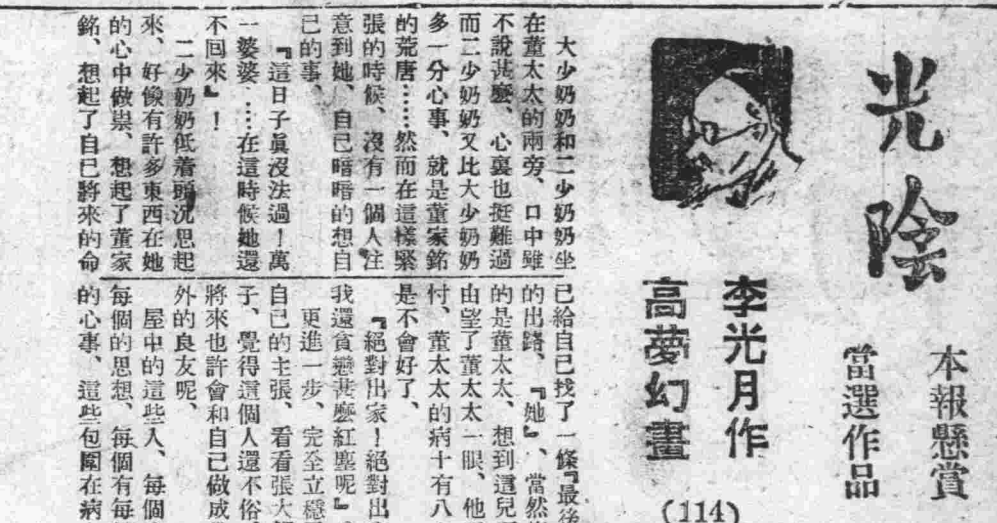 光陰
本報懸賞
當選作品
李光月作
高夢幻畫
(114)
大少奶奶和二少奶奶坐
在董太太的兩旁、口中雖
不說甚麼、心裏也挺難過
而二少奶奶又比大少奶奶
多一分心事、就是董家銘
的荒唐……然而在這樣緊
張的時候、沒有一個人注
意到她、自己暗暗的想自
已的事、
『這日子眞沒法過!萬
一婆婆……在這時候她還
不回來』!
二少奶奶低着頭沉思起
來、好像有許多東西在她
的心中做祟、想起了董家
銘、想起了自已將來的命
已給自己找了一條『最後
的出路、『她』、當然
的是董太太、想到這兒
由望了董太太一眼、他
忖、董太太的病十有八
是不會好了、
『絕對出家!絕對出
我還貪戀甚麼紅塵呢』
更進一步、完全立穩
自己的主張、看看張大
子、覺得這個人還不俗
將來也許會和自己做成
外的良友呢、
屋中的這些人、每個
每個的思想、每個有每
的心事、這些包圍在病